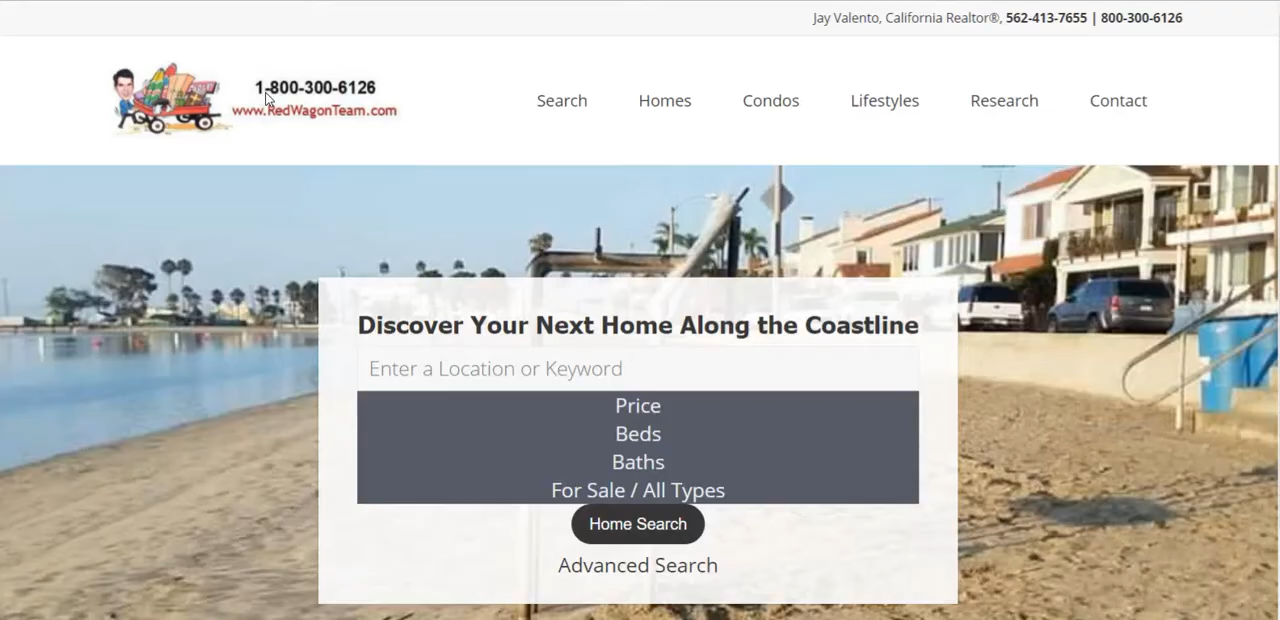 Jay Valento, California Realtor®, 562-413-7655 | 800-300-6126
1-800-300-6126
www.RedWagonTeam.com
Search Homes Condos Lifestyles Research Contact
Discover Your Next Home Along the Coastline
Enter a Location or Keyword
Price
Beds
Baths
For Sale / All Types
Home Search
Advanced Search